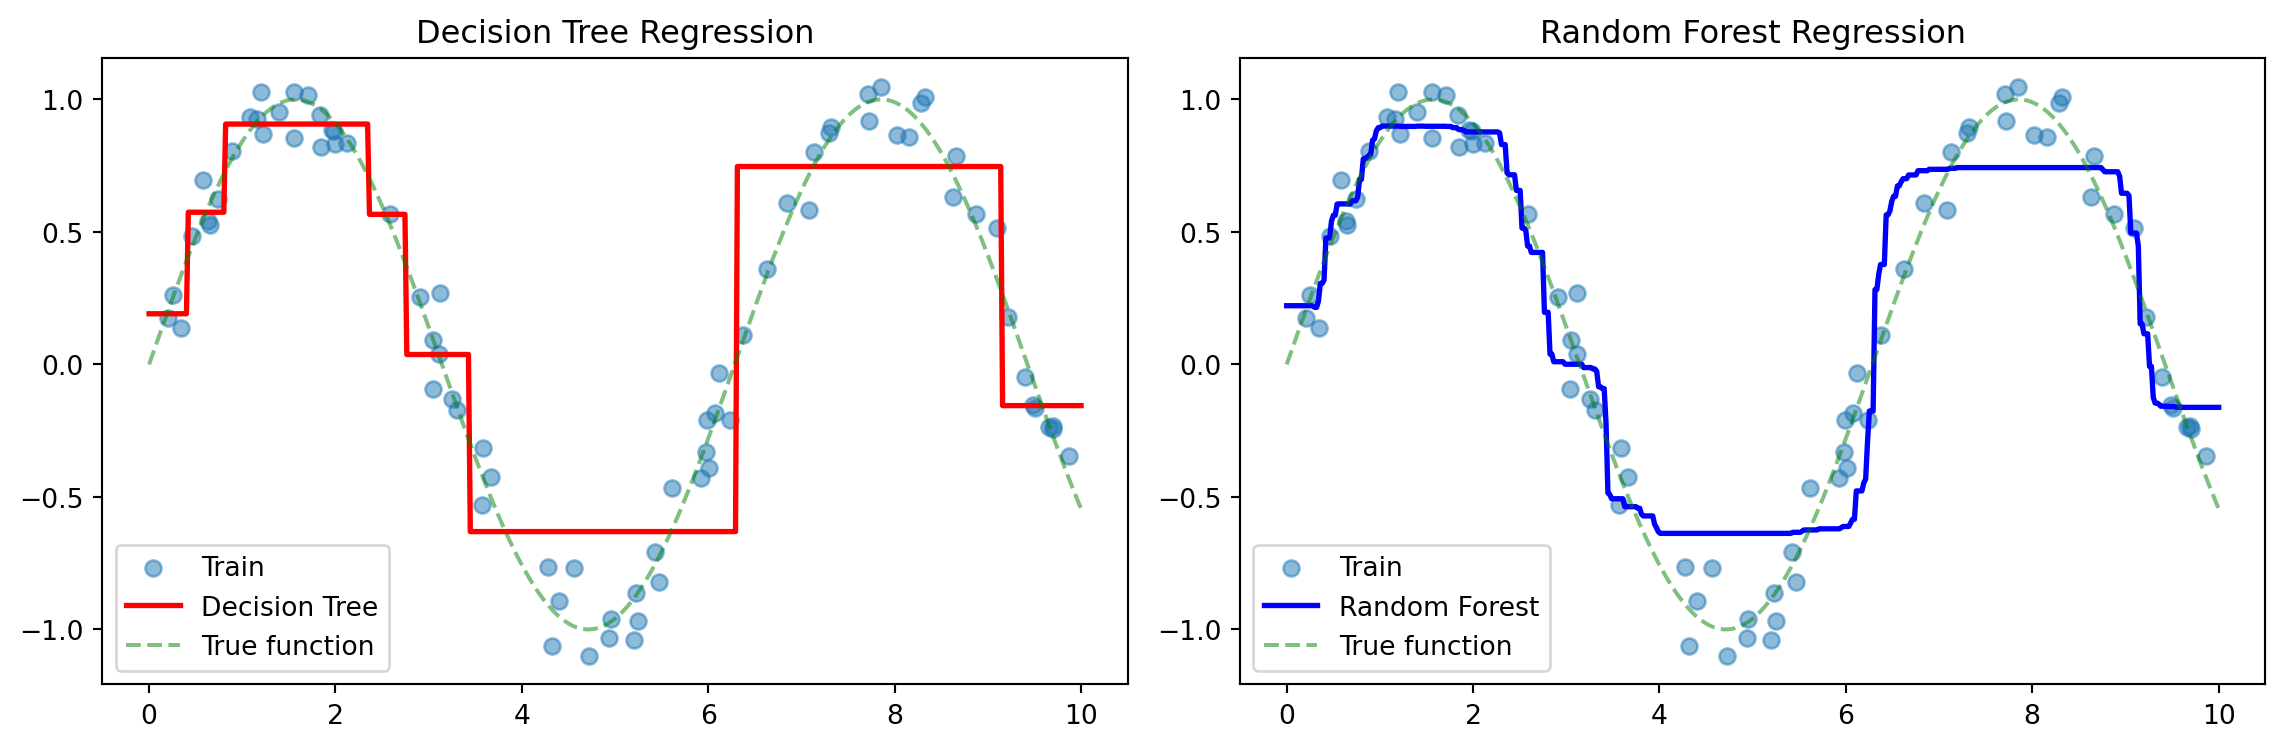 Decision Tree Regression
1.0
0.5
0.0
−0.5
−1.0
Train
Decision Tree
True function
0 2 4 6 8 10
Random Forest Regression
1.0
0.5
0.0
−0.5
−1.0
Train
Random Forest
True function
0 2 4 6 8 10